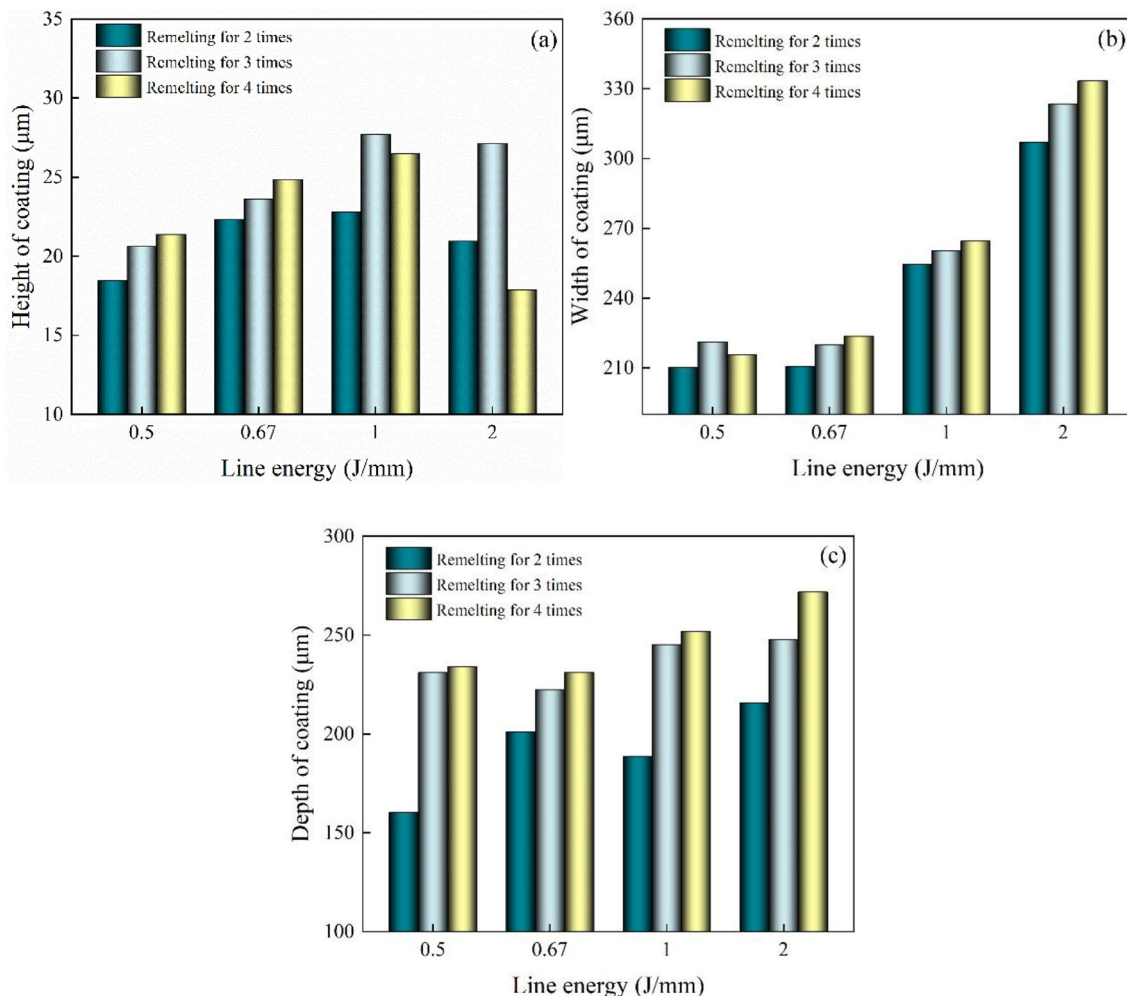 (a)
Remelting for 2 times
Remelting for 3 times
Remelting for 4 times
Height of coating (μm)
35
30
25
20
15
10
0.5 0.67 1 2
Line energy (J/mm)
(b)
Remelting for 2 times
Remelting for 3 times
Remelting for 4 times
Width of coating (μm)
360
330
300
270
240
210
0.5 0.67 1 2
Line energy (J/mm)
(c)
Remelting for 2 times
Remelting for 3 times
Remelting for 4 times
Depth of coating (μm)
300
250
200
150
100
0.5 0.67 1 2
Line energy (J/mm)